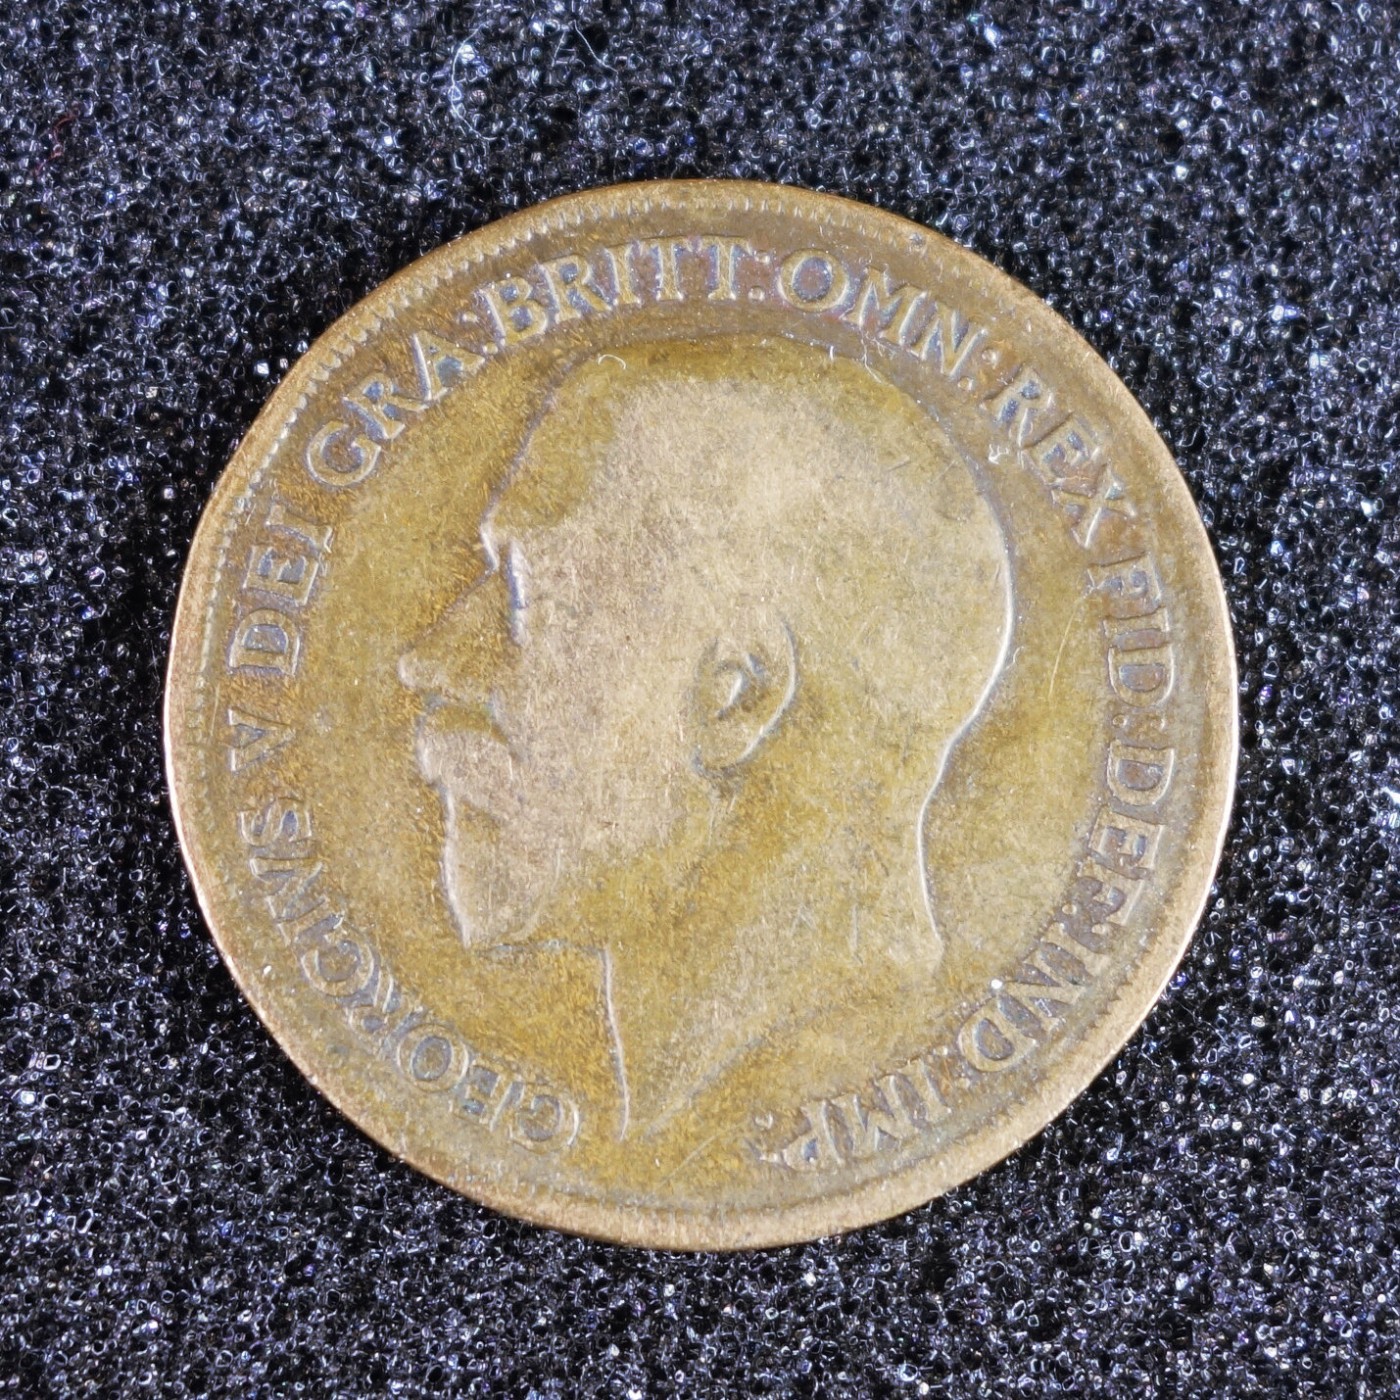 GEORGIVS V DEI GRA:BRITT:OMN:REX FID:DEF:IND:IMP: